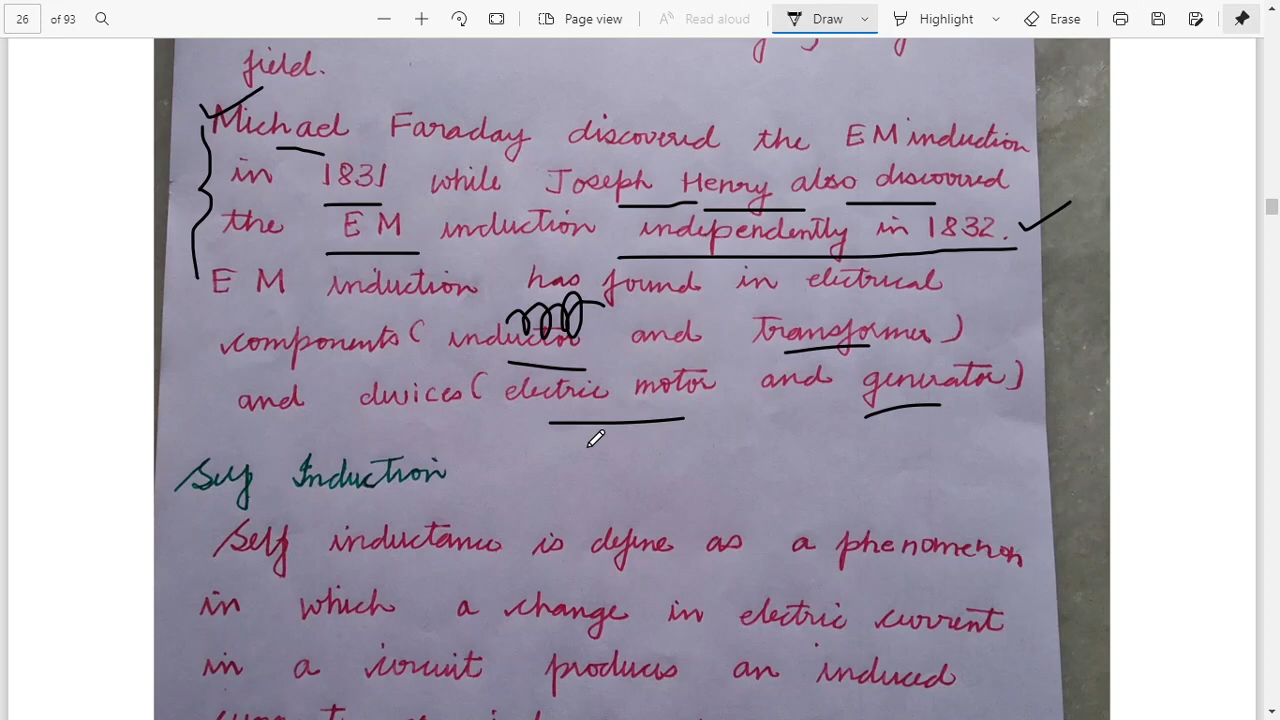 26 of 93 Page view Read aloud Draw Highlight Erase
field.
Michael Faraday discovered the EM induction
in 1831 while Joseph Henry also discovered
the EM induction independently in 1832.
EM induction has found in electrical
components (inductor and transformer)
and devices (electric motor and generator)
Self Induction
Self inductance is define as a phenomenon
in which a change in electric current
in a circuit produces an induced